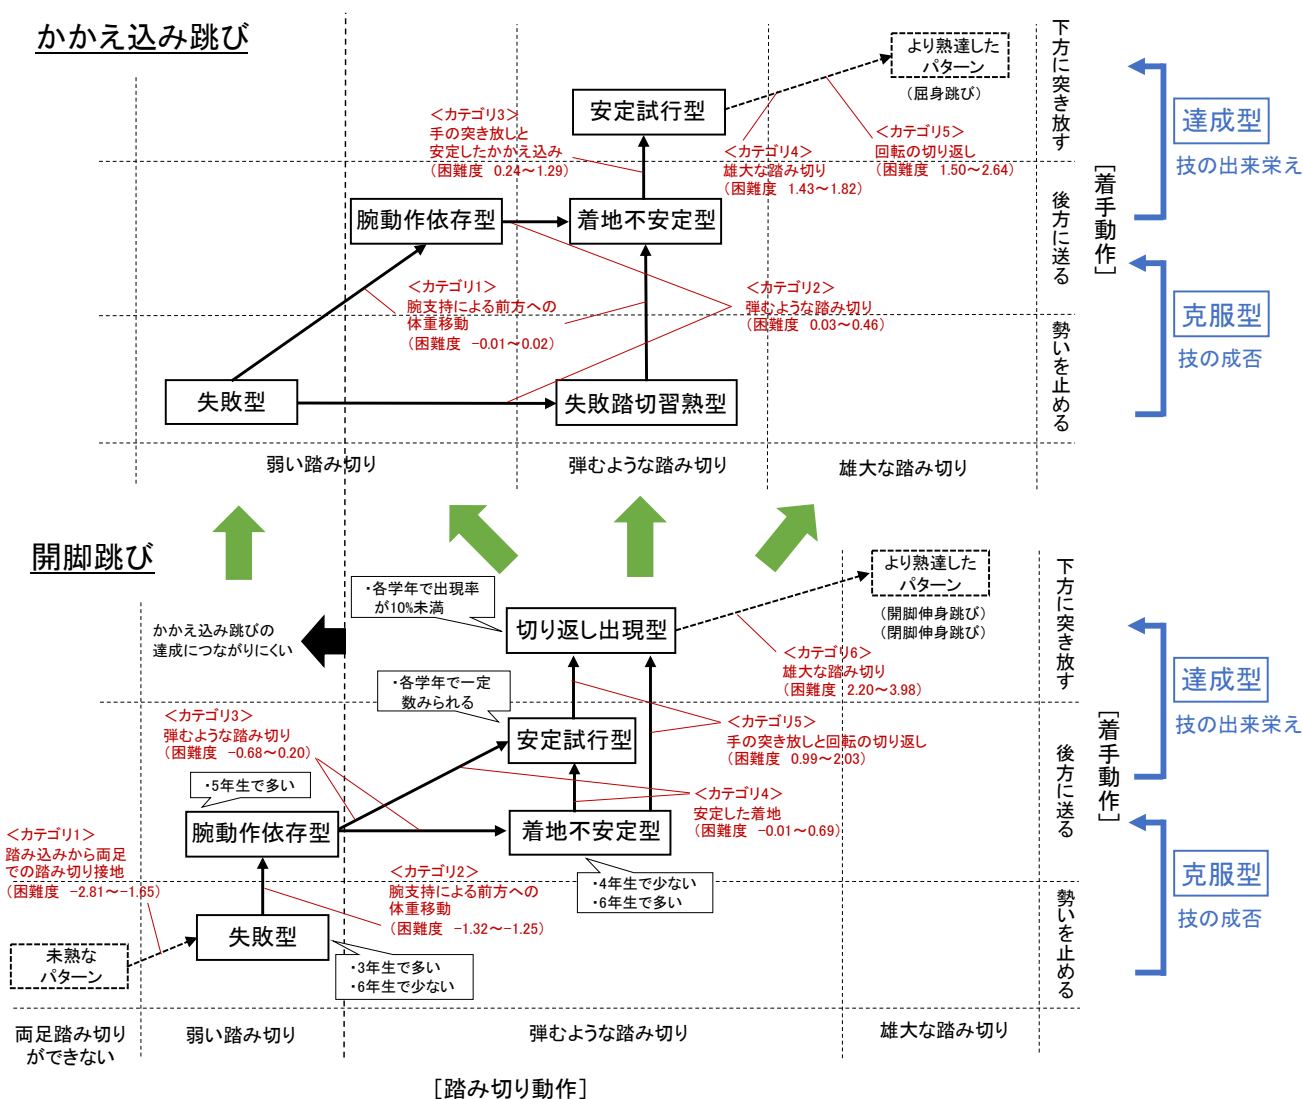 かかえ込み跳び
下方に突き放す
より熟達した
パターン
（屈身跳び）
安定試行型
＜カテゴリ3＞
手の突き放しと
安定したかかえ込み
（困難度 0.24～1.29）
＜カテゴリ4＞
雄大な踏み切り
（困難度 1.43～1.82）
＜カテゴリ5＞
回転の切り返し
（困難度 1.50～2.64）
達成型
技の出来栄え
[着手動作]
後方に送る
腕動作依存型
着地不安定型
＜カテゴリ1＞
腕支持による前方への
体重移動
（困難度 -0.01～0.02）
＜カテゴリ2＞
弾むような踏み切り
（困難度 0.03～0.46）
克服型
技の成否
勢いを止める
失敗型
失敗踏切習熟型
弱い踏み切り
弾むような踏み切り
雄大な踏み切り
開脚跳び
下方に突き放す
より熟達した
パターン
（開脚伸身跳び）
（閉脚伸身跳び）
・各学年で出現率
が10%未満
切り返し出現型
かかえ込み跳びの
達成につながりにくい
＜カテゴリ6＞
雄大な踏み切り
（困難度 2.20～3.98）
達成型
技の出来栄え
・各学年で一定
数みられる
＜カテゴリ3＞
弾むような踏み切り
（困難度 -0.68～0.20）
安定試行型
＜カテゴリ5＞
手の突き放しと回転の切り返し
（困難度 0.99～2.03）
[着手動作]
後方に送る
・5年生で多い
＜カテゴリ4＞
安定した着地
（困難度 -0.01～0.69）
腕動作依存型
着地不安定型
＜カテゴリ1＞
踏み込みから両足
での踏み切り接地
（困難度 -2.81～-1.65）
＜カテゴリ2＞
腕支持による前方への
体重移動
（困難度 -1.32～-1.25）
・4年生で少ない
・6年生で多い
克服型
技の成否
勢いを止める
失敗型
未熟な
パターン
・3年生で多い
・6年生で少ない
両足踏み切り
ができない
弱い踏み切り
弾むような踏み切り
雄大な踏み切り
[踏み切り動作]